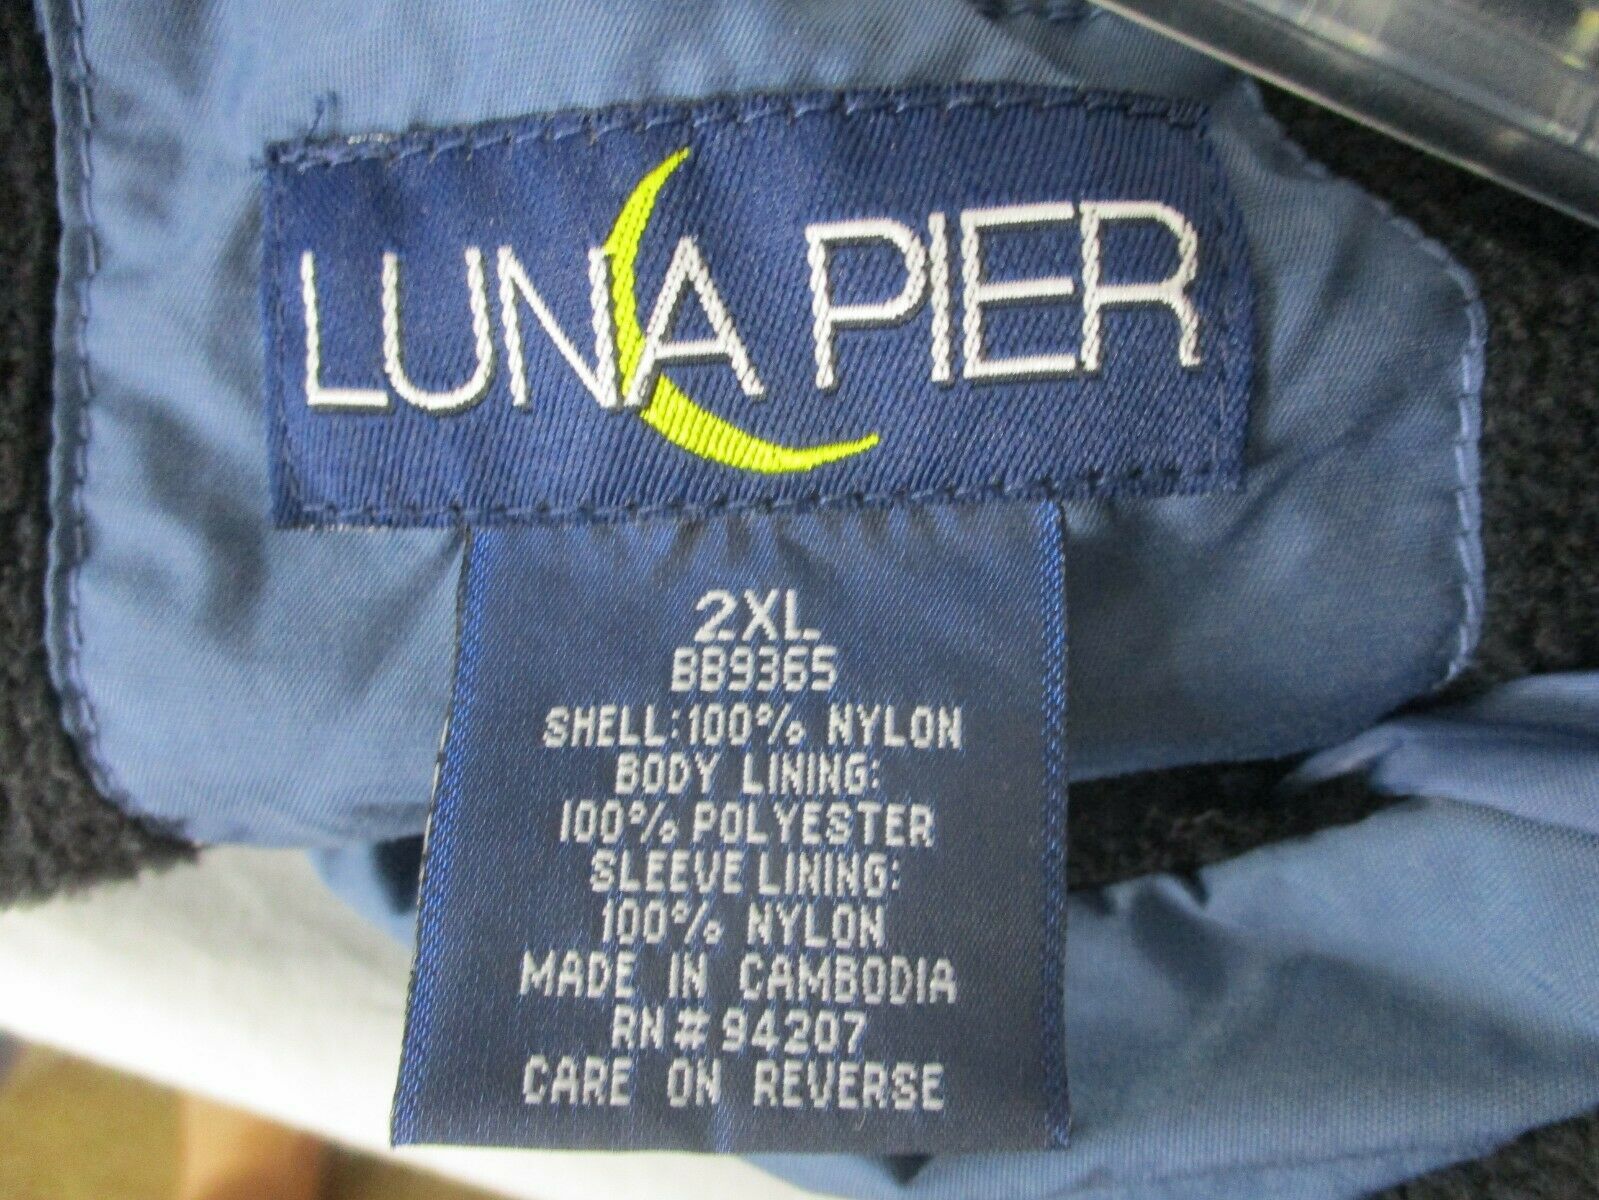 LUNA PIER
2XL
BB9365
SHELL:100% NYLON
BODY LINING:
100% POLYESTER
SLEEVE LINING:
100% NYLON
MADE IN CAMBODIA
RN# 94207
CARE ON REVERSE